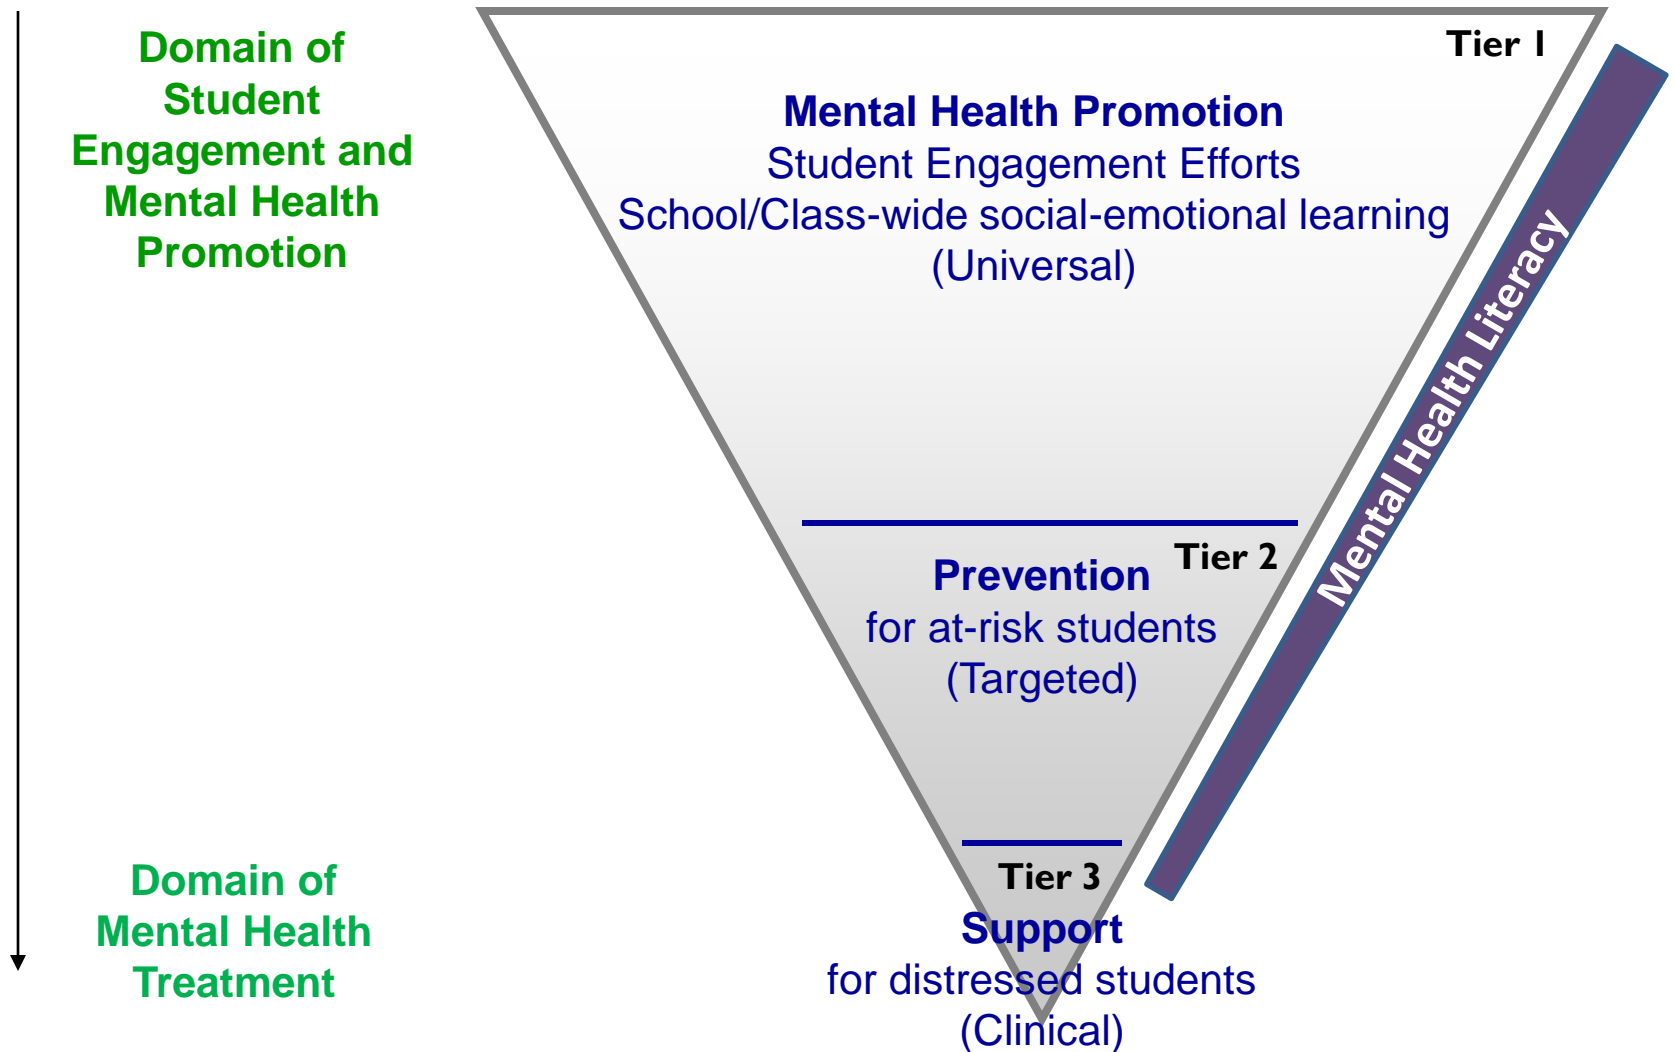 Domain of
Student
Engagement and
Mental Health
Promotion
Tier 1
Mental Health Promotion
Student Engagement Efforts
School/Class-wide social-emotional learning
(Universal)
Mental Health Literacy
Tier 2
Prevention
for at-risk students
(Targeted)
Domain of
Mental Health
Treatment
Tier 3
Support
for distressed students
(Clinical)